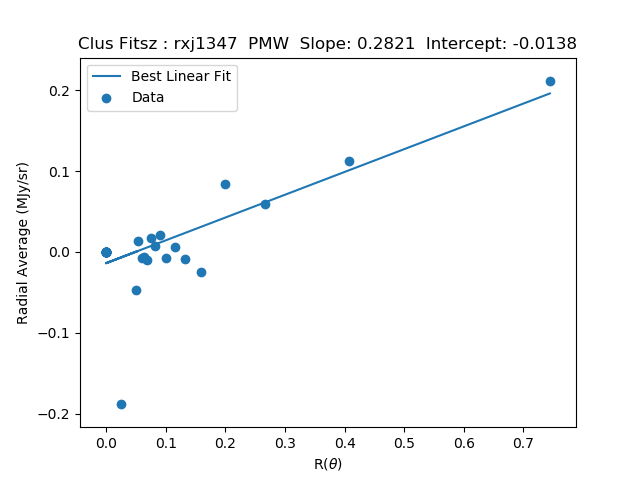 Clus Fitsz : rxj1347  PMW  Slope: 0.2821  Intercept: -0.0138
Best Linear Fit
Data
Radial Average (MJy/sr)
0.2
0.1
0.0
−0.1
−0.2
0.0 0.1 0.2 0.3 0.4 0.5 0.6 0.7
R(θ)